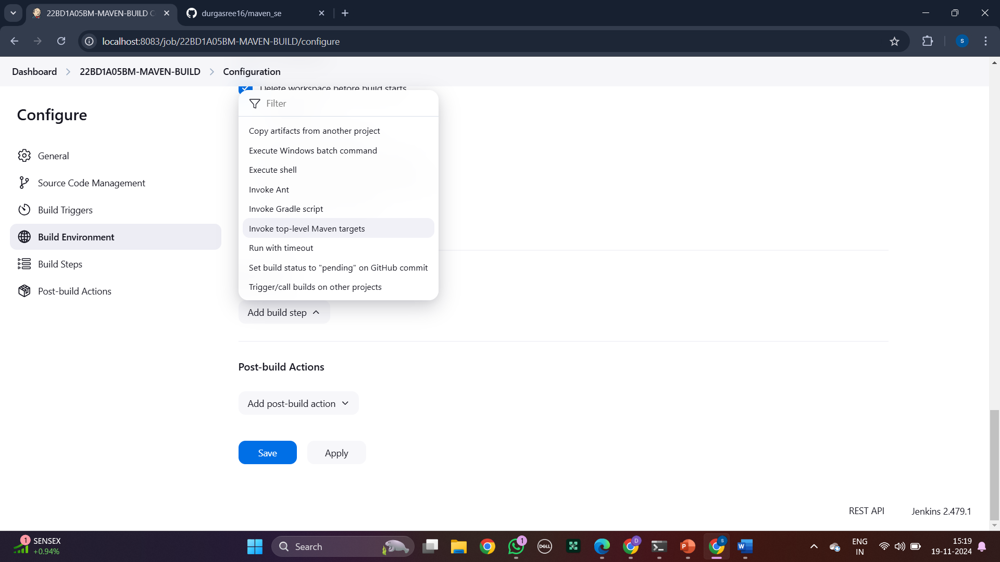 22BD1A05BM-MAVEN-BUILD C
durgasree16/maven_se
localhost:8083/job/22BD1A05BM-MAVEN-BUILD/configure
S
Dashboard > 22BD1A05BM-MAVEN-BUILD > Configuration
Configure
General
Source Code Management
Build Triggers
Build Environment
Build Steps
Post-build Actions
Delete workspace before build starts
Filter
Copy artifacts from another project
Execute Windows batch command
Execute shell
Invoke Ant
Invoke Gradle script
Invoke top-level Maven targets
Run with timeout
Set build status to "pending" on GitHub commit
Trigger/call builds on other projects
Add build step
Post-build Actions
Add post-build action
Save
Apply
REST API
Jenkins 2.479.1
1
SENSEX
+0.94%
Search
1
DELL
D
P
S
W
ENG
IN
15:19
19-11-2024